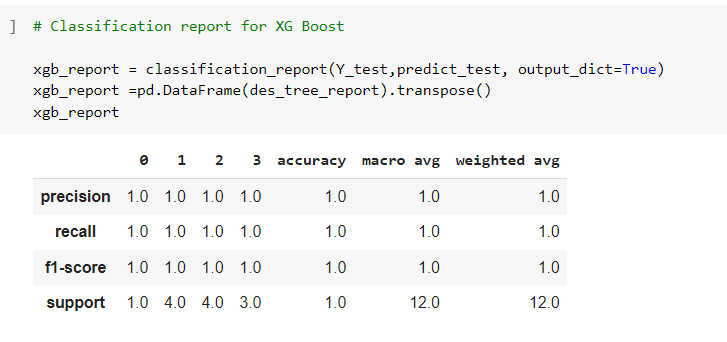 ] # Classification report for XG Boost
xgb_report = classification_report(Y_test,predict_test, output_dict=True)
xgb_report =pd.DataFrame(des_tree_report).transpose()
xgb_report
0 1 2 3 accuracy macro avg weighted avg
precision 1.0 1.0 1.0 1.0 1.0 1.0 1.0
recall 1.0 1.0 1.0 1.0 1.0 1.0 1.0
f1-score 1.0 1.0 1.0 1.0 1.0 1.0 1.0
support 1.0 4.0 4.0 3.0 1.0 12.0 12.0